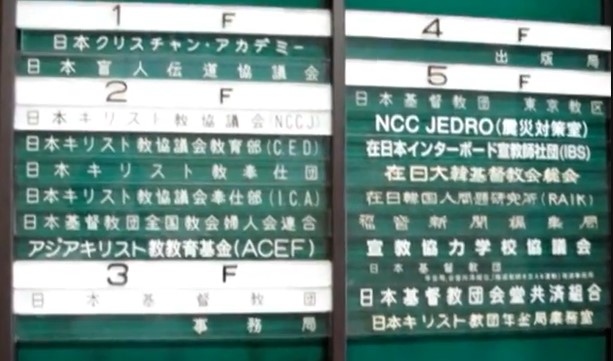 1 F
日本クリスチャン・アカデミー
日本盲人伝道協議会
2 F
日本キリスト教協議会(NCCJ)
日本キリスト教協議会教育部(C.E.D)
日本キリスト教奉仕団
日本キリスト教協議会奉仕部(I.C.A)
日本基督教団全国教会婦人会連合
アジアキリスト教教育基金(ACEF)
3 F
日本基督教団
事務局
4 F
出版局
5 F
日本基督教団 東京教区
NCC JEDRO(震災対策室)
在日本インターボード宣教師社団(IBS)
在日大韓基督教会総会
在日韓国人問題研究所(RAIK)
福音新聞編集局
宣教協力学校協議会
日本基督教団
日本基督教団会堂共済組合
日本キリスト教団年金局業務室